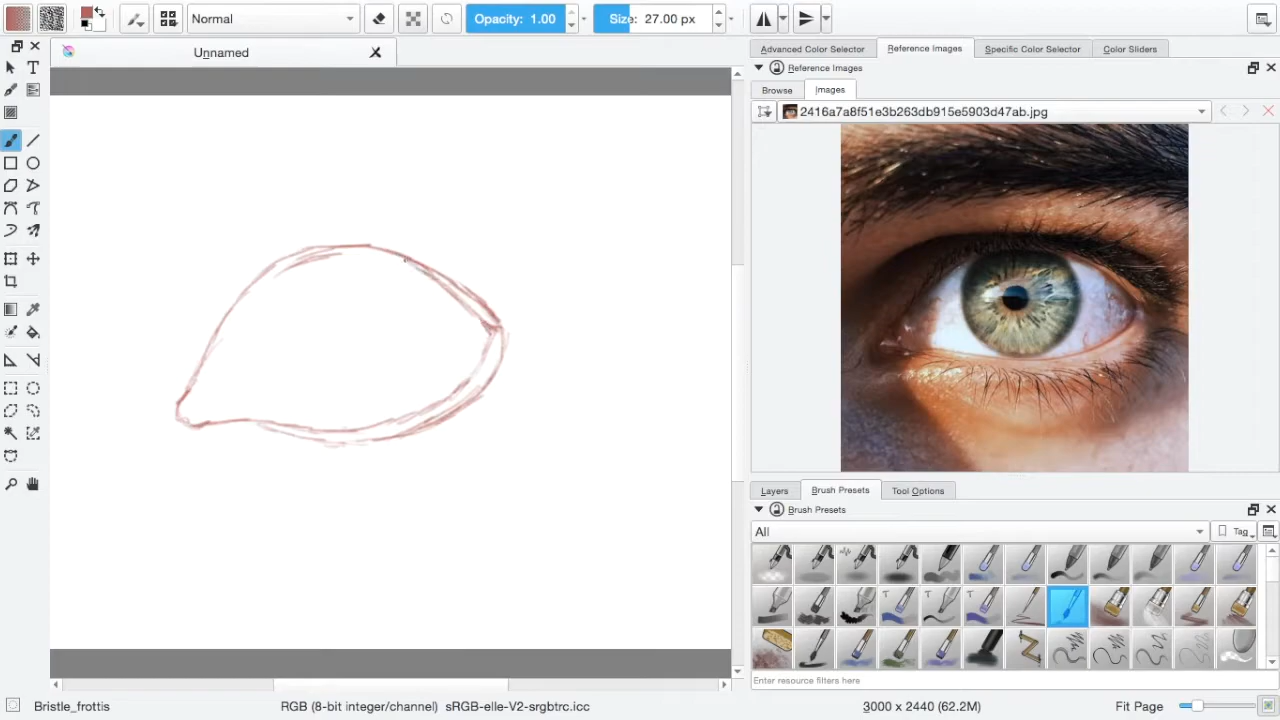 Normal
Opacity: 1.00
Size: 27.00 px
Unnamed
Advanced Color Selector
Reference Images
Specific Color Selector
Color Sliders
Reference Images
Browse
Images
2416a7a8f51e3b263db915e5903d47ab.jpg
Layers
Brush Presets
Tool Options
Brush Presets
All
Tag
Enter resource filters here
Bristle_frottis
RGB (8-bit integer/channel) sRGB-elle-V2-srgbtrc.icc
3000 x 2440 (62.2M)
Fit Page